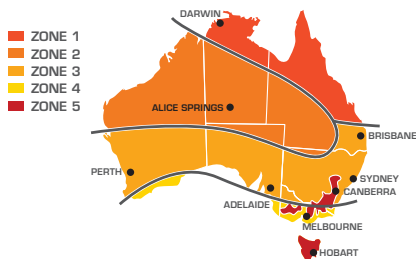 DARWIN
ZONE 1
ZONE 2
ZONE 3
ZONE 4
ZONE 5
ALICE SPRINGS
BRISBANE
PERTH
SYDNEY
CANBERRA
ADELAIDE
MELBOURNE
HOBART